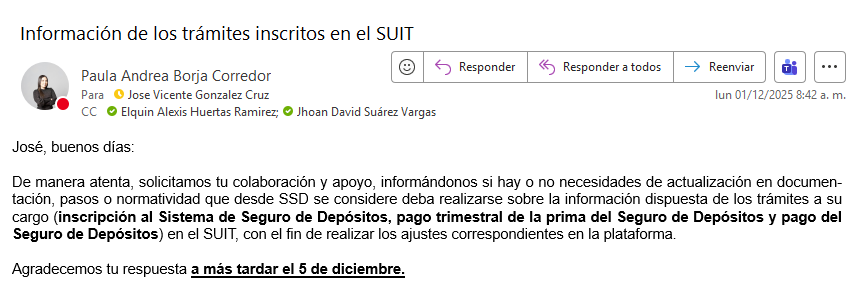 Información de los trámites inscritos en el SUIT
Paula Andrea Borja Corredor
Para Jose Vicente Gonzalez Cruz
CC Elquin Alexis Huertas Ramirez; Jhoan David Suárez Vargas
Responder Responder a todos Reenviar
lun 01/12/2025 8:42 a. m.
José, buenos días:
De manera atenta, solicitamos tu colaboración y apoyo, informándonos si hay o no necesidades de actualización en documen-
tación, pasos o normatividad que desde SSD se considere deba realizarse sobre la información dispuesta de los trámites a su
cargo (inscripción al Sistema de Seguro de Depósitos, pago trimestral de la prima del Seguro de Depósitos y pago del
Seguro de Depósitos) en el SUIT, con el fin de realizar los ajustes correspondientes en la plataforma.
Agradecemos tu respuesta a más tardar el 5 de diciembre.